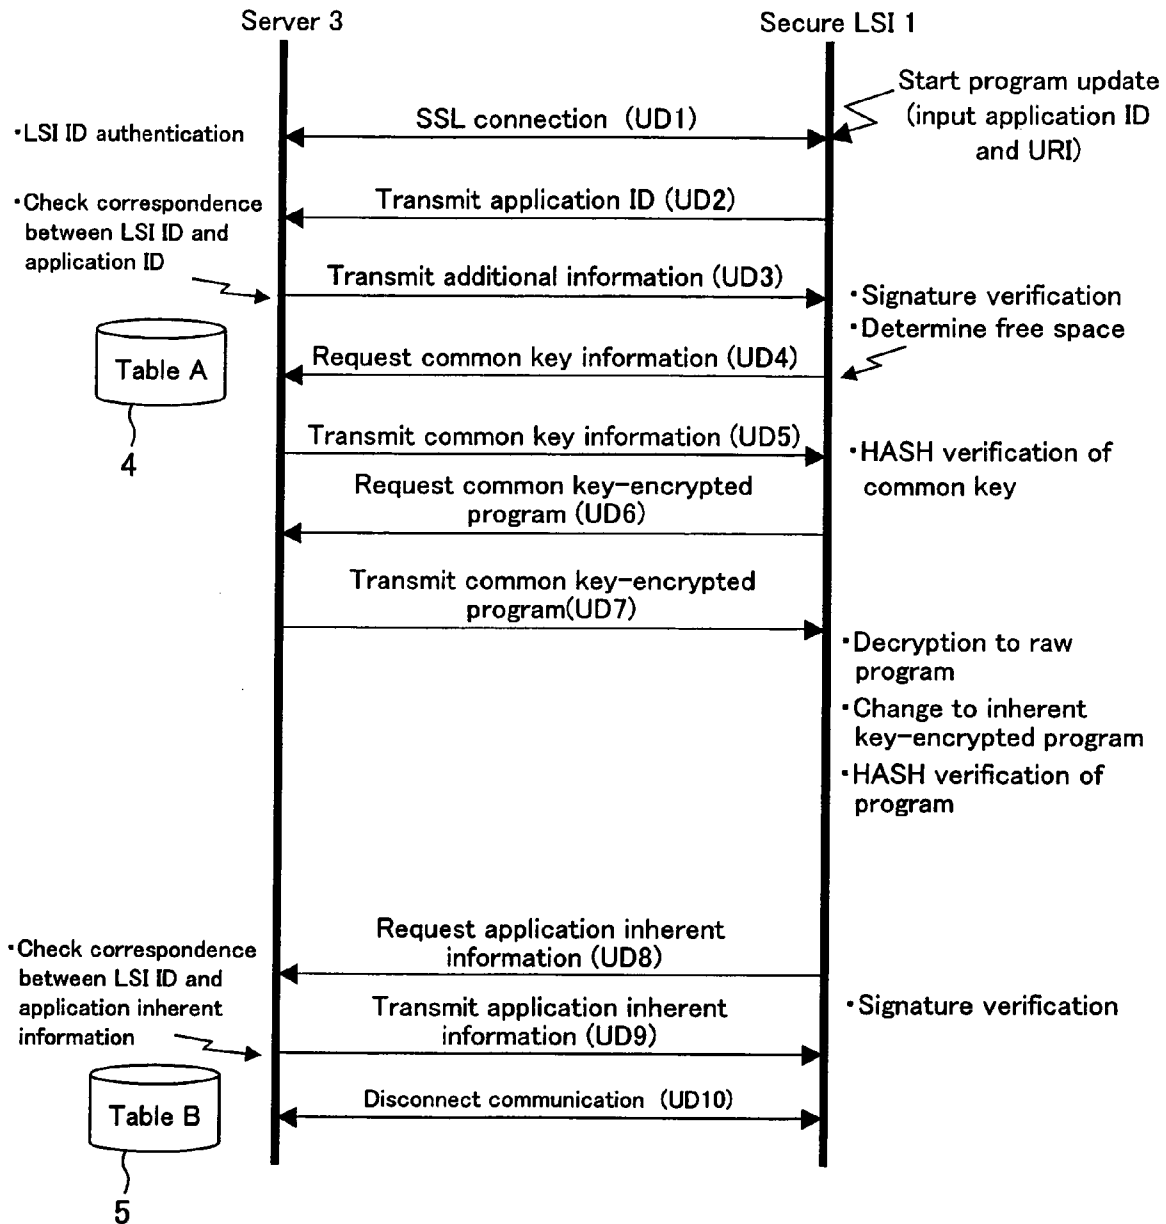 Server 3
Secure LSI 1
Start program update
(input application ID
and URI)
SSL connection (UD1)
・LSI ID authentication
・Check correspondence
between LSI ID and
application ID
Transmit application ID (UD2)
Transmit additional information (UD3)
・Signature verification
・Determine free space
Table A
4
Request common key information (UD4)
Transmit common key information (UD5)
・HASH verification of
common key
Request common key-encrypted
program (UD6)
Transmit common key-encrypted
program(UD7)
・Decryption to raw
program
・Change to inherent
key-encrypted program
・HASH verification of
program
Request application inherent
information (UD8)
・Check correspondence
between LSI ID and
application inherent
information
Transmit application inherent
information (UD9)
・Signature verification
Table B
5
Disconnect communication (UD10)